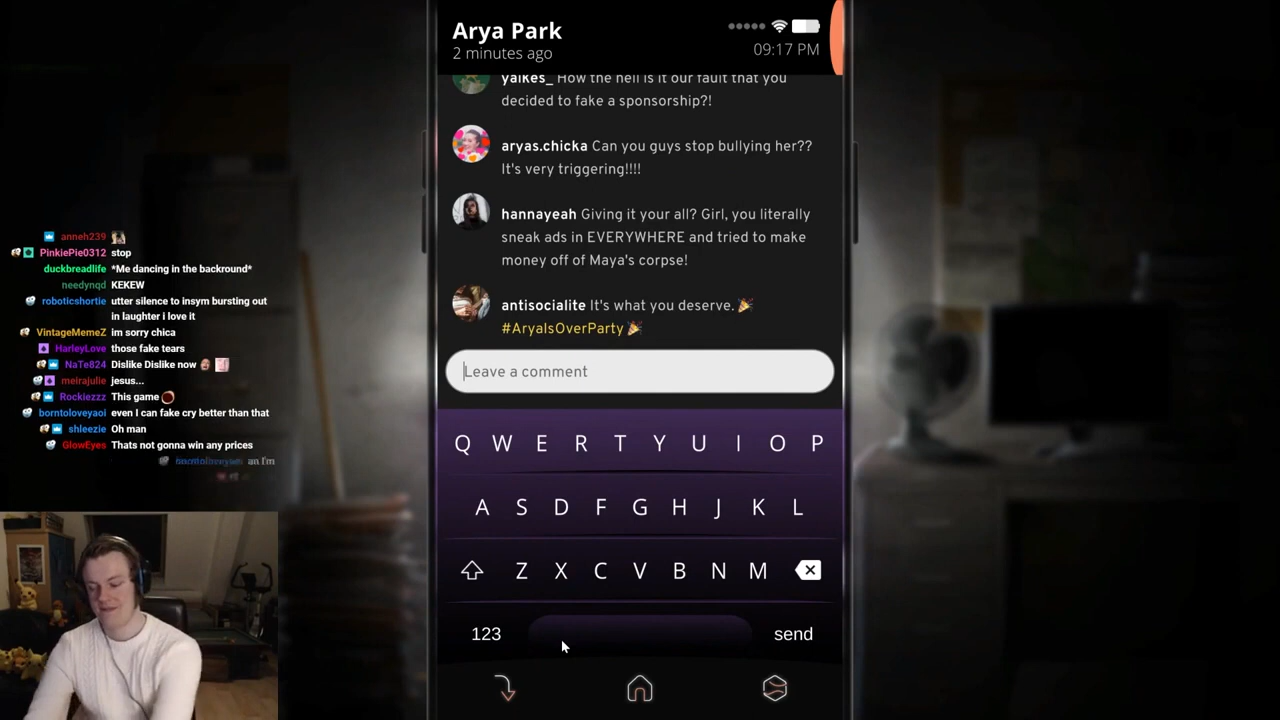 Arya Park
2 minutes ago
09:17 PM
yaikes_ How the hell is it our fault that you
decided to fake a sponsorship?!
aryas.chicka Can you guys stop bullying her??
It's very triggering!!!!
hannayeah Giving it your all? Girl, you literally
sneak ads in EVERYWHERE and tried to make
money off of Maya's corpse!
antisocialite It's what you deserve. 🎉
#AryaIsOverParty 🎉
Leave a comment
Q W E R T Y U I O P
A S D F G H J K L
Z X C V B N M
123 send
anneh239
PinkiePie0312 stop
duckbreadlife *Me dancing in the backround*
needynqd KEKEW
roboticshortie utter silence to insym bursting out
in laughter i love it
VintageMemeZ im sorry chica
HarleyLove those fake tears
NaTe824 Dislike Dislike now
meirajulie jesus...
Rockiezzz This game
borntoloveyaoi even I can fake cry better than that
shleezie Oh man
GlowEyes Thats not gonna win any prices